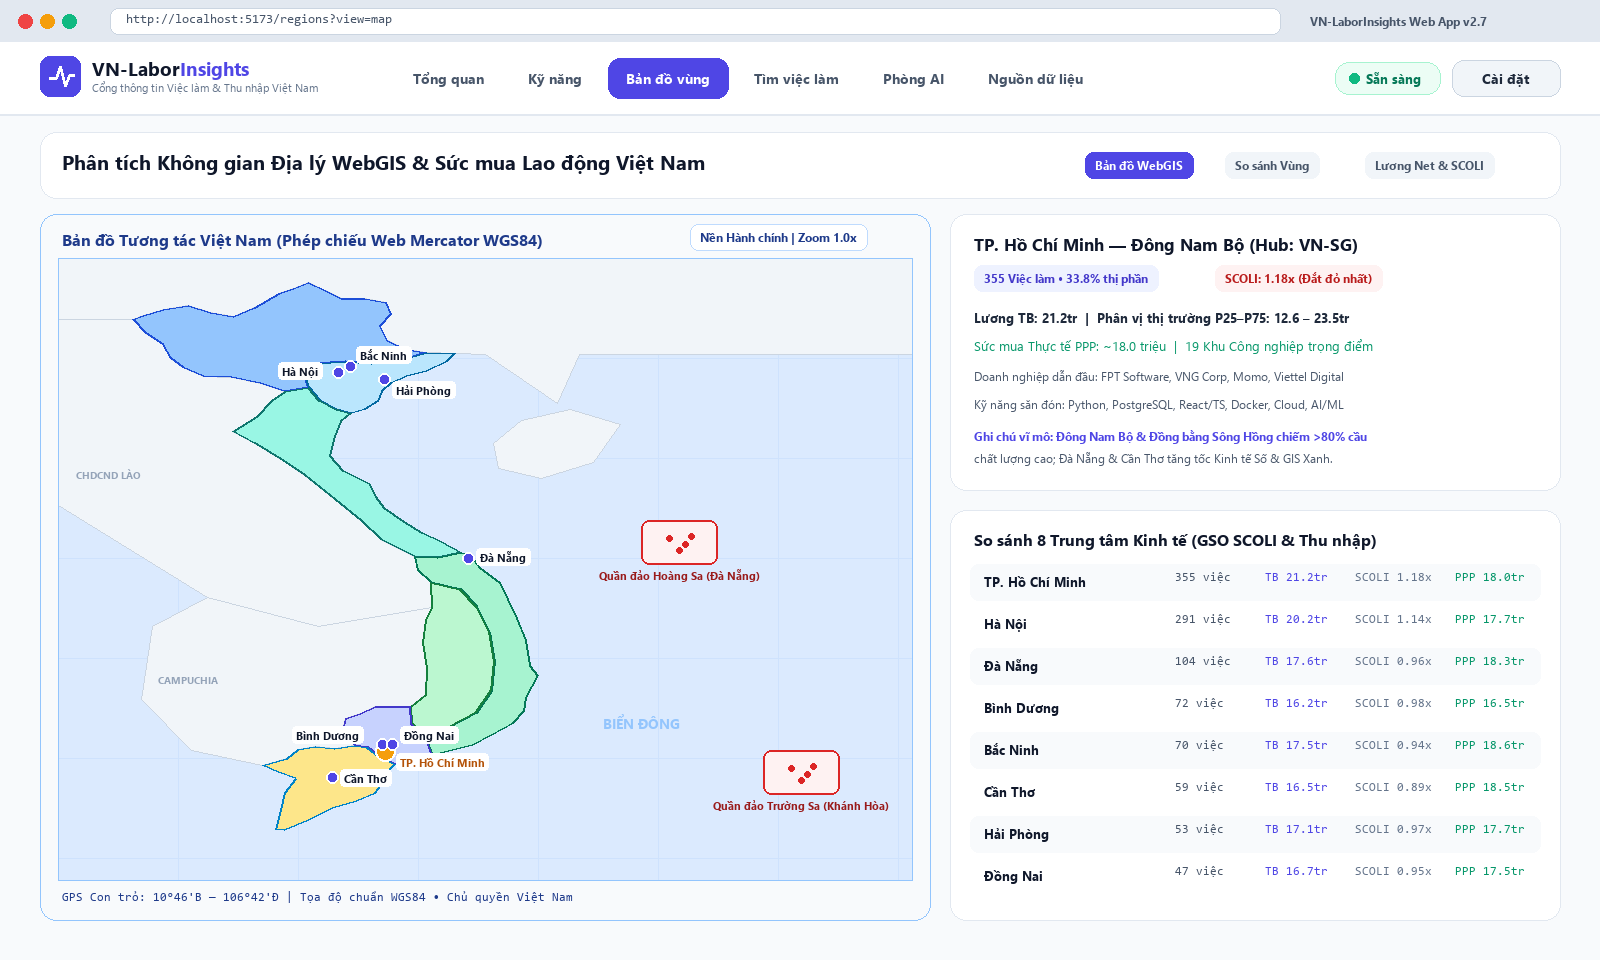 http://localhost:5173/regions?view=map
VN-LaborInsights Web App v2.7
VN-LaborInsights
Cổng thông tin Việc làm & Thu nhập Việt Nam
Tổng quan
Kỹ năng
Bản đồ vùng
Tìm việc làm
Phòng AI
Nguồn dữ liệu
Sẵn sàng
Cài đặt
Phân tích Không gian Địa lý WebGIS & Sức mua Lao động Việt Nam
Bản đồ WebGIS
So sánh Vùng
Lương Net & SCOLI
Bản đồ Tương tác Việt Nam (Phép chiếu Web Mercator WGS84)
Nền Hành chính | Zoom 1.0x
Bắc Ninh
Hà Nội
Hải Phòng
CHDCND LÀO
Đà Nẵng
Quần đảo Hoàng Sa (Đà Nẵng)
CAMPUCHIA
BIỂN ĐÔNG
Bình Dương
Đồng Nai
TP. Hồ Chí Minh
Cần Thơ
Quần đảo Trường Sa (Khánh Hòa)
GPS Con trỏ: 10°46'B — 106°42'Đ | Tọa độ chuẩn WGS84 • Chủ quyền Việt Nam
TP. Hồ Chí Minh — Đông Nam Bộ (Hub: VN-SG)
355 Việc làm • 33.8% thị phần
SCOLI: 1.18x (Đắt đỏ nhất)
Lương TB: 21.2tr | Phân vị thị trường P25–P75: 12.6 – 23.5tr
Sức mua Thực tế PPP: ~18.0 triệu | 19 Khu Công nghiệp trọng điểm
Doanh nghiệp dẫn đầu: FPT Software, VNG Corp, Momo, Viettel Digital
Kỹ năng săn đón: Python, PostgreSQL, React/TS, Docker, Cloud, AI/ML
Ghi chú vĩ mô: Đông Nam Bộ & Đồng bằng Sông Hồng chiếm >80% cầu
chất lượng cao; Đà Nẵng & Cần Thơ tăng tốc Kinh tế Số & GIS Xanh.
So sánh 8 Trung tâm Kinh tế (GSO SCOLI & Thu nhập)
TP. Hồ Chí Minh 355 việc TB 21.2tr SCOLI 1.18x PPP 18.0tr
Hà Nội 291 việc TB 20.2tr SCOLI 1.14x PPP 17.7tr
Đà Nẵng 104 việc TB 17.6tr SCOLI 0.96x PPP 18.3tr
Bình Dương 72 việc TB 16.2tr SCOLI 0.98x PPP 16.5tr
Bắc Ninh 70 việc TB 17.5tr SCOLI 0.94x PPP 18.6tr
Cần Thơ 59 việc TB 16.5tr SCOLI 0.89x PPP 18.5tr
Hải Phòng 53 việc TB 17.1tr SCOLI 0.97x PPP 17.7tr
Đồng Nai 47 việc TB 16.7tr SCOLI 0.95x PPP 17.5tr